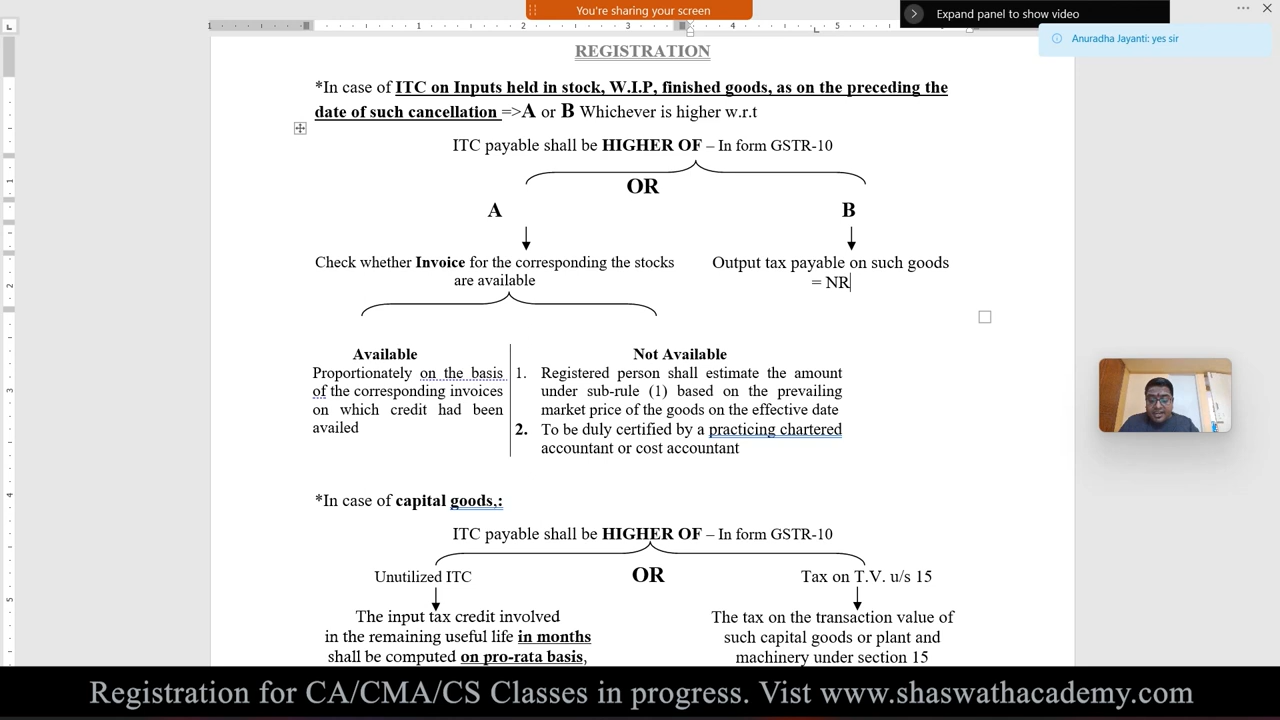 You're sharing your screen
Expand panel to show video
Anuradha Jayanti: yes sir
REGISTRATION
*In case of ITC on Inputs held in stock, W.I.P, finished goods, as on the preceding the
date of such cancellation =>A or B Whichever is higher w.r.t
ITC payable shall be HIGHER OF – In form GSTR-10
OR
A
B
Check whether Invoice for the corresponding the stocks
are available
Output tax payable on such goods
= NR
Available
Proportionately on the basis
of the corresponding invoices
on which credit had been
availed
Not Available
1. Registered person shall estimate the amount
under sub-rule (1) based on the prevailing
market price of the goods on the effective date
2. To be duly certified by a practicing chartered
accountant or cost accountant
*In case of capital goods,:
ITC payable shall be HIGHER OF – In form GSTR-10
Unutilized ITC
OR
Tax on T.V. u/s 15
The input tax credit involved
in the remaining useful life in months
shall be computed on pro-rata basis,
The tax on the transaction value of
such capital goods or plant and
machinery under section 15
Registration for CA/CMA/CS Classes in progress. Vist www.shaswathacademy.com